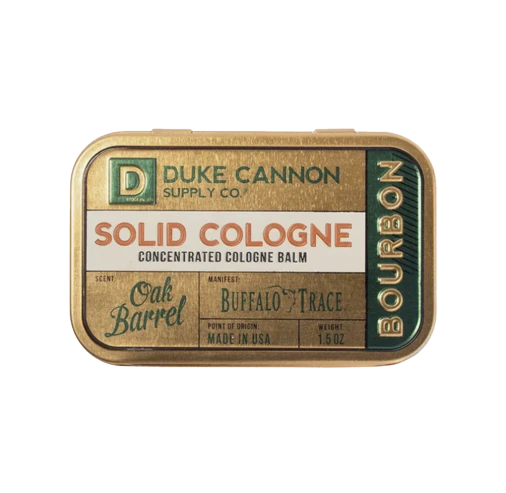 D
DUKE CANNON
SUPPLY CO.®
SOLID COLOGNE
CONCENTRATED COLOGNE BALM
SCENT:
Oak
Barrel
MANIFEST:
BUFFALO TRACE
POINT OF ORIGIN
MADE IN USA
WEIGHT
1.5 OZ
BOURBON